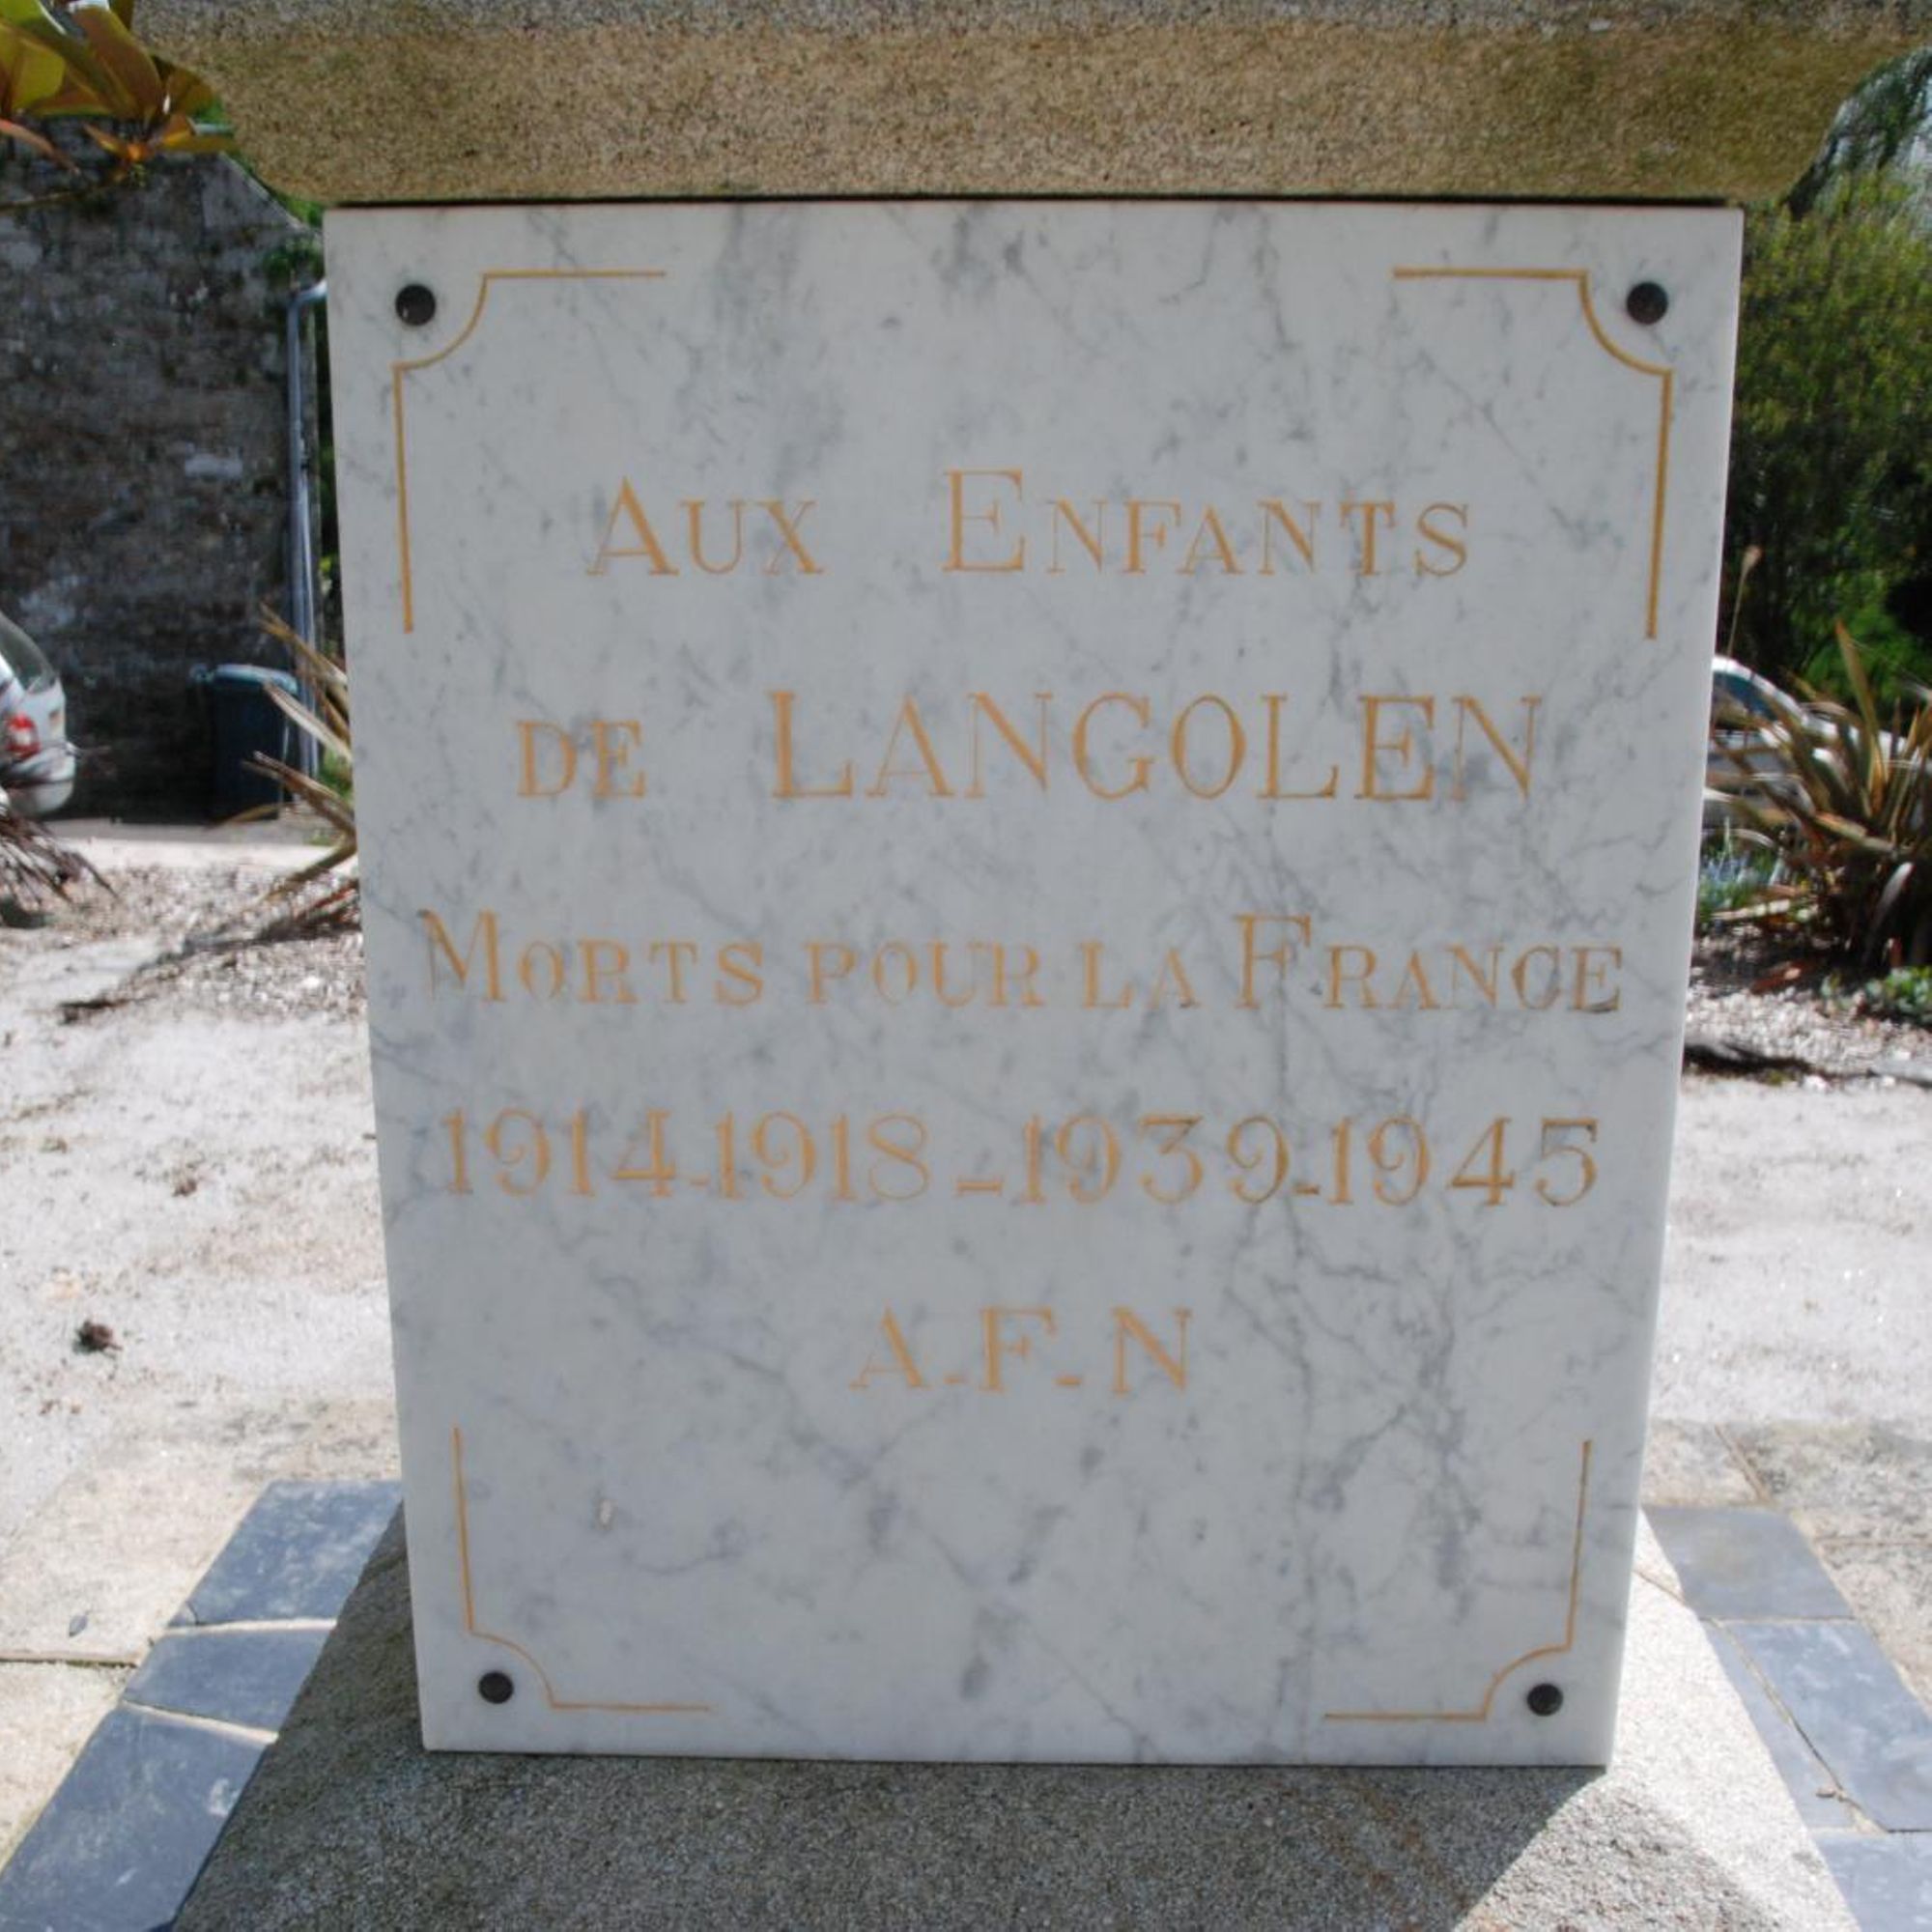 AUX ENFANTS
DE LANGOLEN
MORTS POUR LA FRANCE
1914-1918-1939-1945
A-F-N